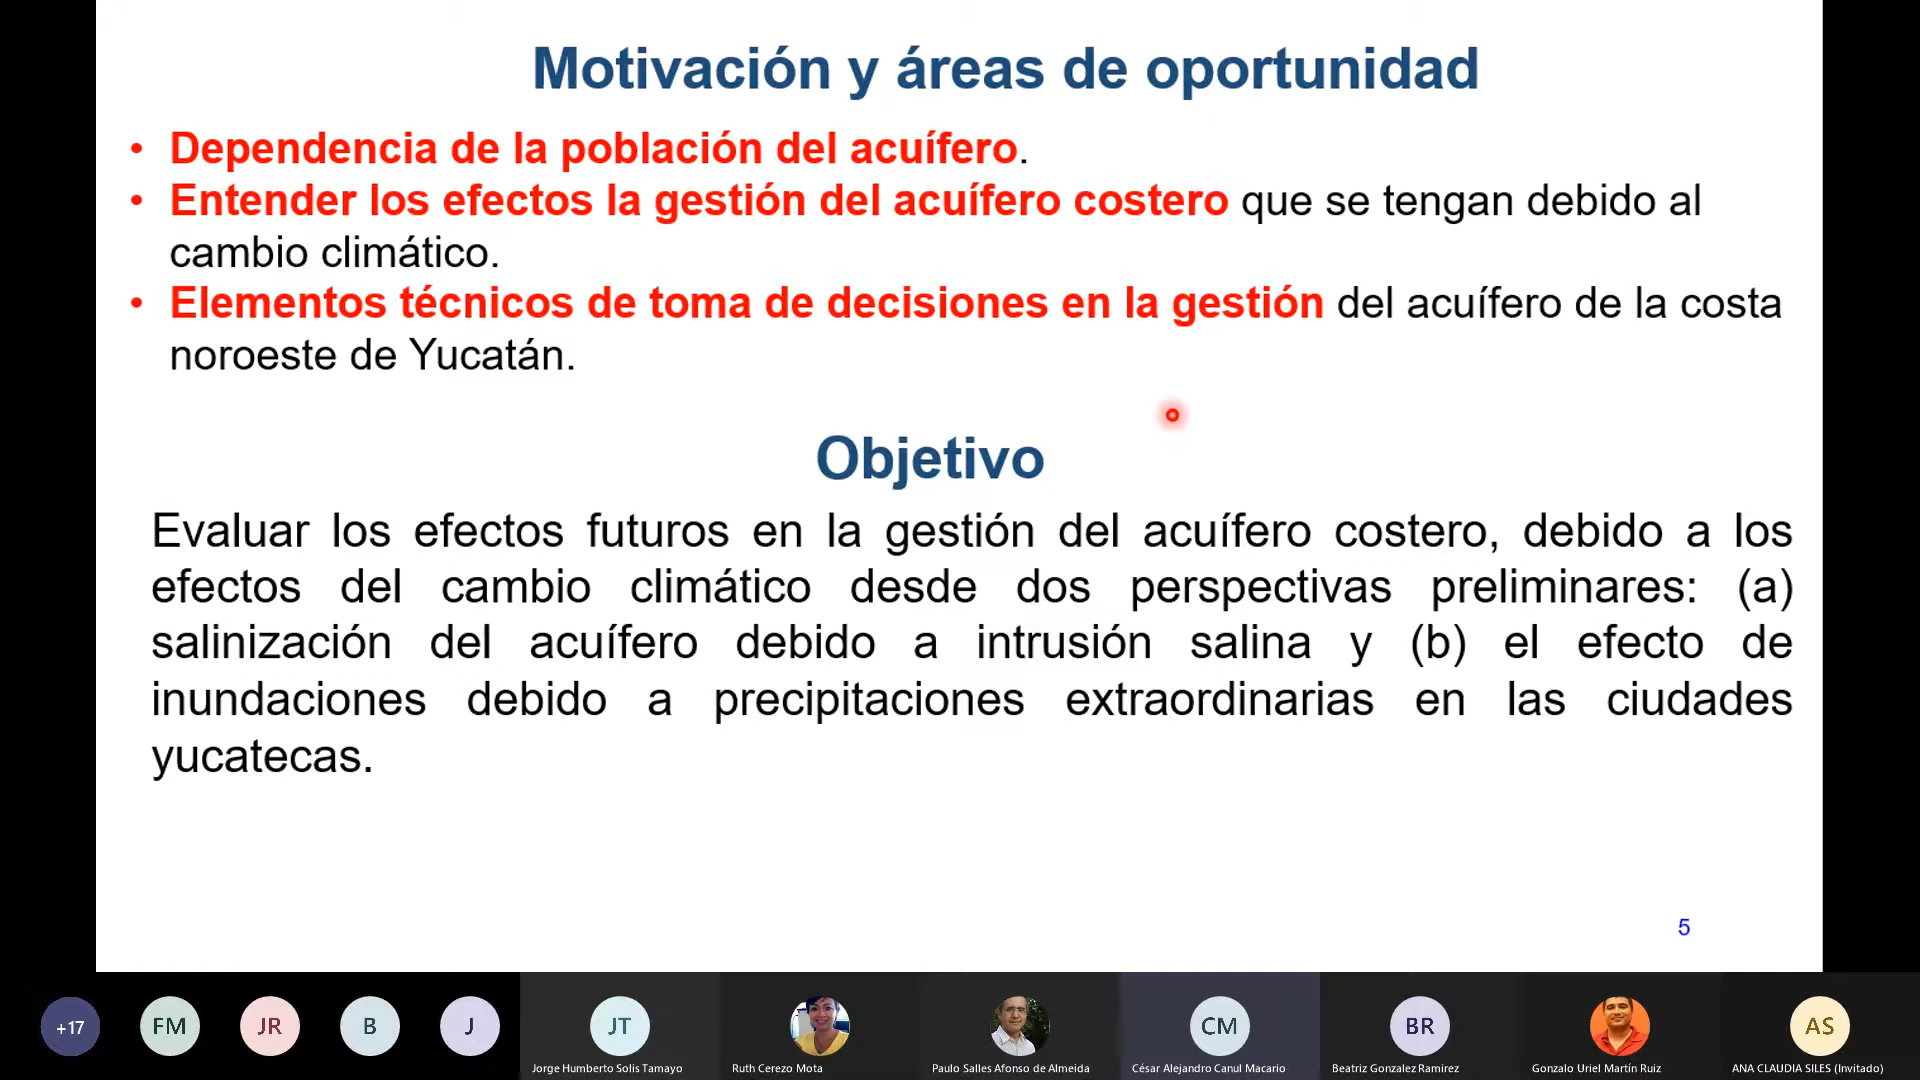 Motivación y áreas de oportunidad
• Dependencia de la población del acuífero.
• Entender los efectos la gestión del acuífero costero que se tengan debido al
cambio climático.
• Elementos técnicos de toma de decisiones en la gestión del acuífero de la costa
noroeste de Yucatán.
Objetivo
Evaluar los efectos futuros en la gestión del acuífero costero, debido a los
efectos del cambio climático desde dos perspectivas preliminares: (a)
salinización del acuífero debido a intrusión salina y (b) el efecto de
inundaciones debido a precipitaciones extraordinarias en las ciudades
yucatecas.
5
+17 FM JR B J JT CM BR AS
Jorge Humberto Solis Tamayo Ruth Cerezo Mota Paulo Salles Afonso de Almeida César Alejandro Canul Macario Beatriz Gonzalez Ramirez Gonzalo Uriel Martín Ruiz ANA CLAUDIA SILES (Invitado)